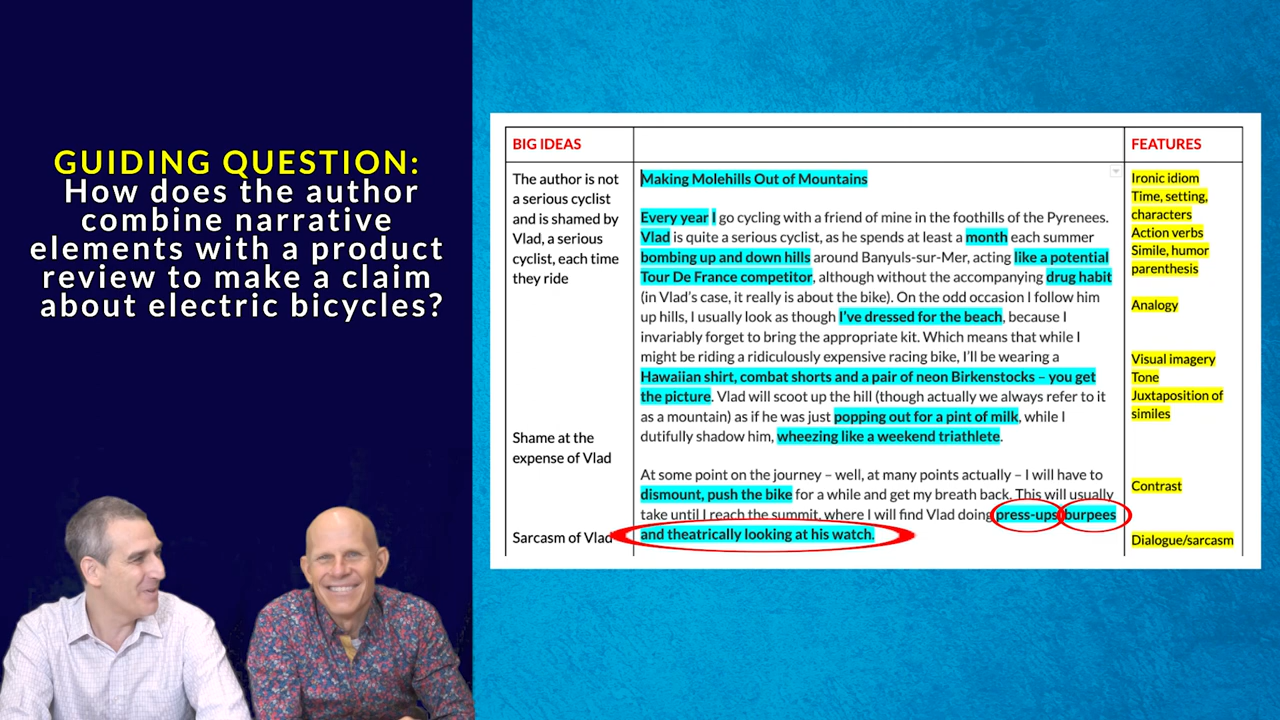 GUIDING QUESTION:
How does the author
combine narrative
elements with a product
review to make a claim
about electric bicycles?
BIG IDEAS
The author is not
a serious cyclist
and is shamed by
Vlad, a serious
cyclist, each time
they ride
Shame at the
expense of Vlad
Sarcasm of Vlad
Making Molehills Out of Mountains
Every year I go cycling with a friend of mine in the foothills of the Pyrenees.
Vlad is quite a serious cyclist, as he spends at least a month each summer
bombing up and down hills around Banyuls-sur-Mer, acting like a potential
Tour De France competitor, although without the accompanying drug habit
(in Vlad's case, it really is about the bike). On the odd occasion I follow him
up hills, I usually look as though I've dressed for the beach, because I
invariably forget to bring the appropriate kit. Which means that while I
might be riding a ridiculously expensive racing bike, I'll be wearing a
Hawaiian shirt, combat shorts and a pair of neon Birkenstocks – you get
the picture. Vlad will scoot up the hill (though actually we always refer to it
as a mountain) as if he was just popping out for a pint of milk, while I
dutifully shadow him, wheezing like a weekend triathlete.
At some point on the journey – well, at many points actually – I will have to
dismount, push the bike for a while and get my breath back. This will usually
take until I reach the summit, where I will find Vlad doing press-ups burpees
and theatrically looking at his watch.
FEATURES
Ironic idiom
Time, setting,
characters
Action verbs
Simile, humor
parenthesis
Analogy
Visual imagery
Tone
Juxtaposition of
similes
Contrast
Dialogue/sarcasm